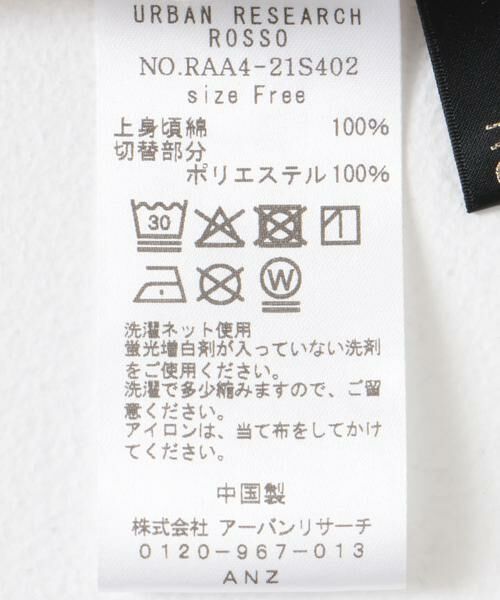 URBAN RESEARCH
ROSSO
NO.RAA4-21S402
size Free
上身頃綿 100%
切替部分
ポリエステル100%
30
W
洗濯ネット使用
蛍光増白剤が入っていない洗剤
をご使用ください。
洗濯で多少縮みますので、ご留
意ください。
アイロンは、当て布をしてかけ
てください。
中国製
株式会社 アーバンリサーチ
0120-967-013
ANZ